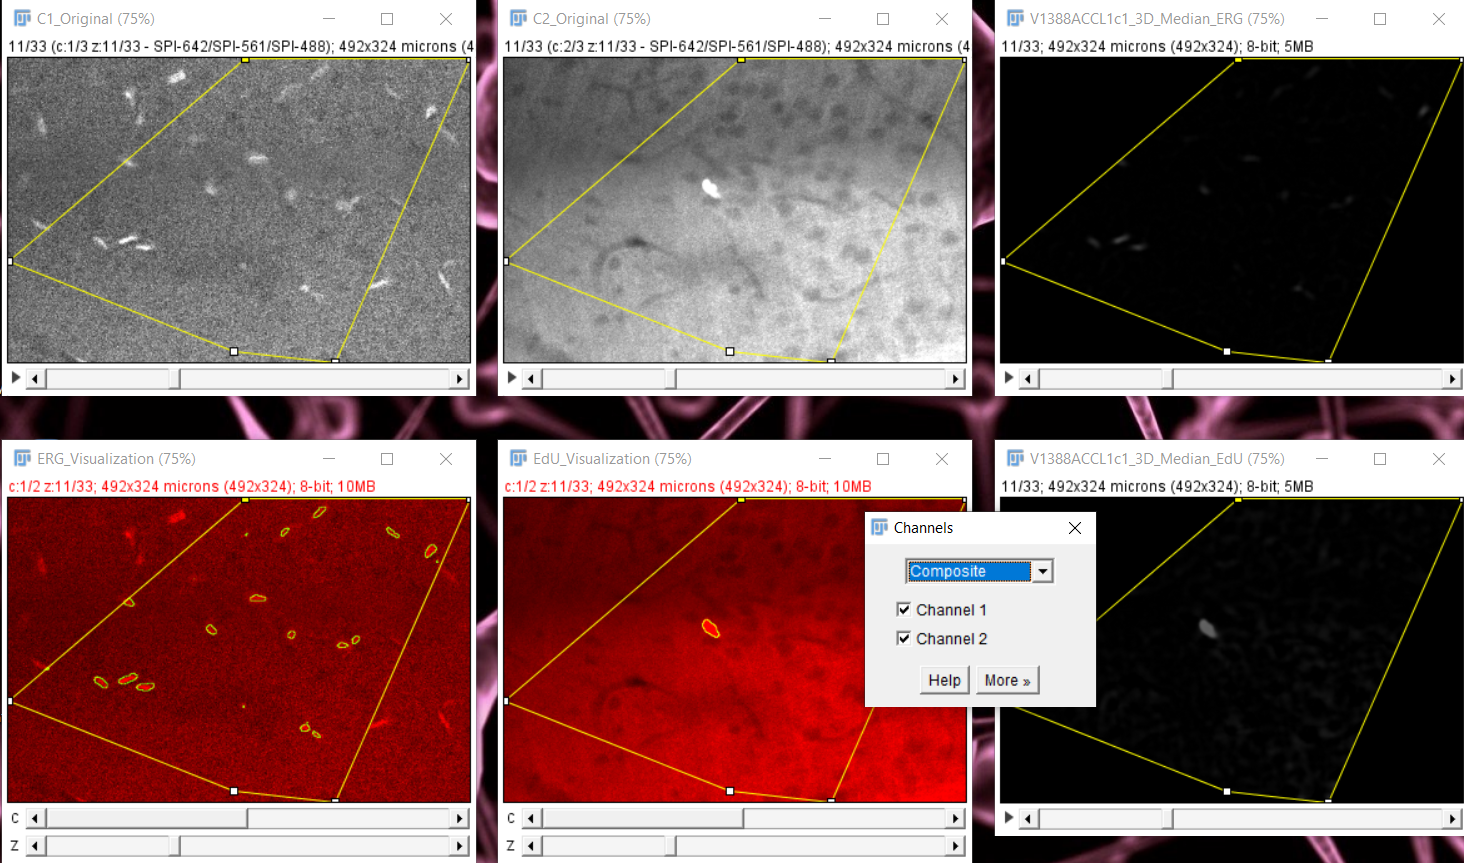 C1_Original (75%)
11/33 (c:1/3 z:11/33 - SPI-642/SPI-561/SPI-488); 492x324 microns (4
C2_Original (75%)
11/33 (c:2/3 z:11/33 - SPI-642/SPI-561/SPI-488); 492x324 microns (4
V1388ACCL1c1_3D_Median_ERG (75%)
11/33; 492x324 microns (492x324); 8-bit; 5MB
ERG_Visualization (75%)
c:1/2 z:11/33; 492x324 microns (492x324); 8-bit; 10MB
c
z
EdU_Visualization (75%)
c:1/2 z:11/33; 492x324 microns (492x324); 8-bit; 10MB
c
z
V1388ACCL1c1_3D_Median_EdU (75%)
11/33; 492x324 microns (492x324); 8-bit; 5MB
Channels
Composite
Channel 1
Channel 2
Help
More »